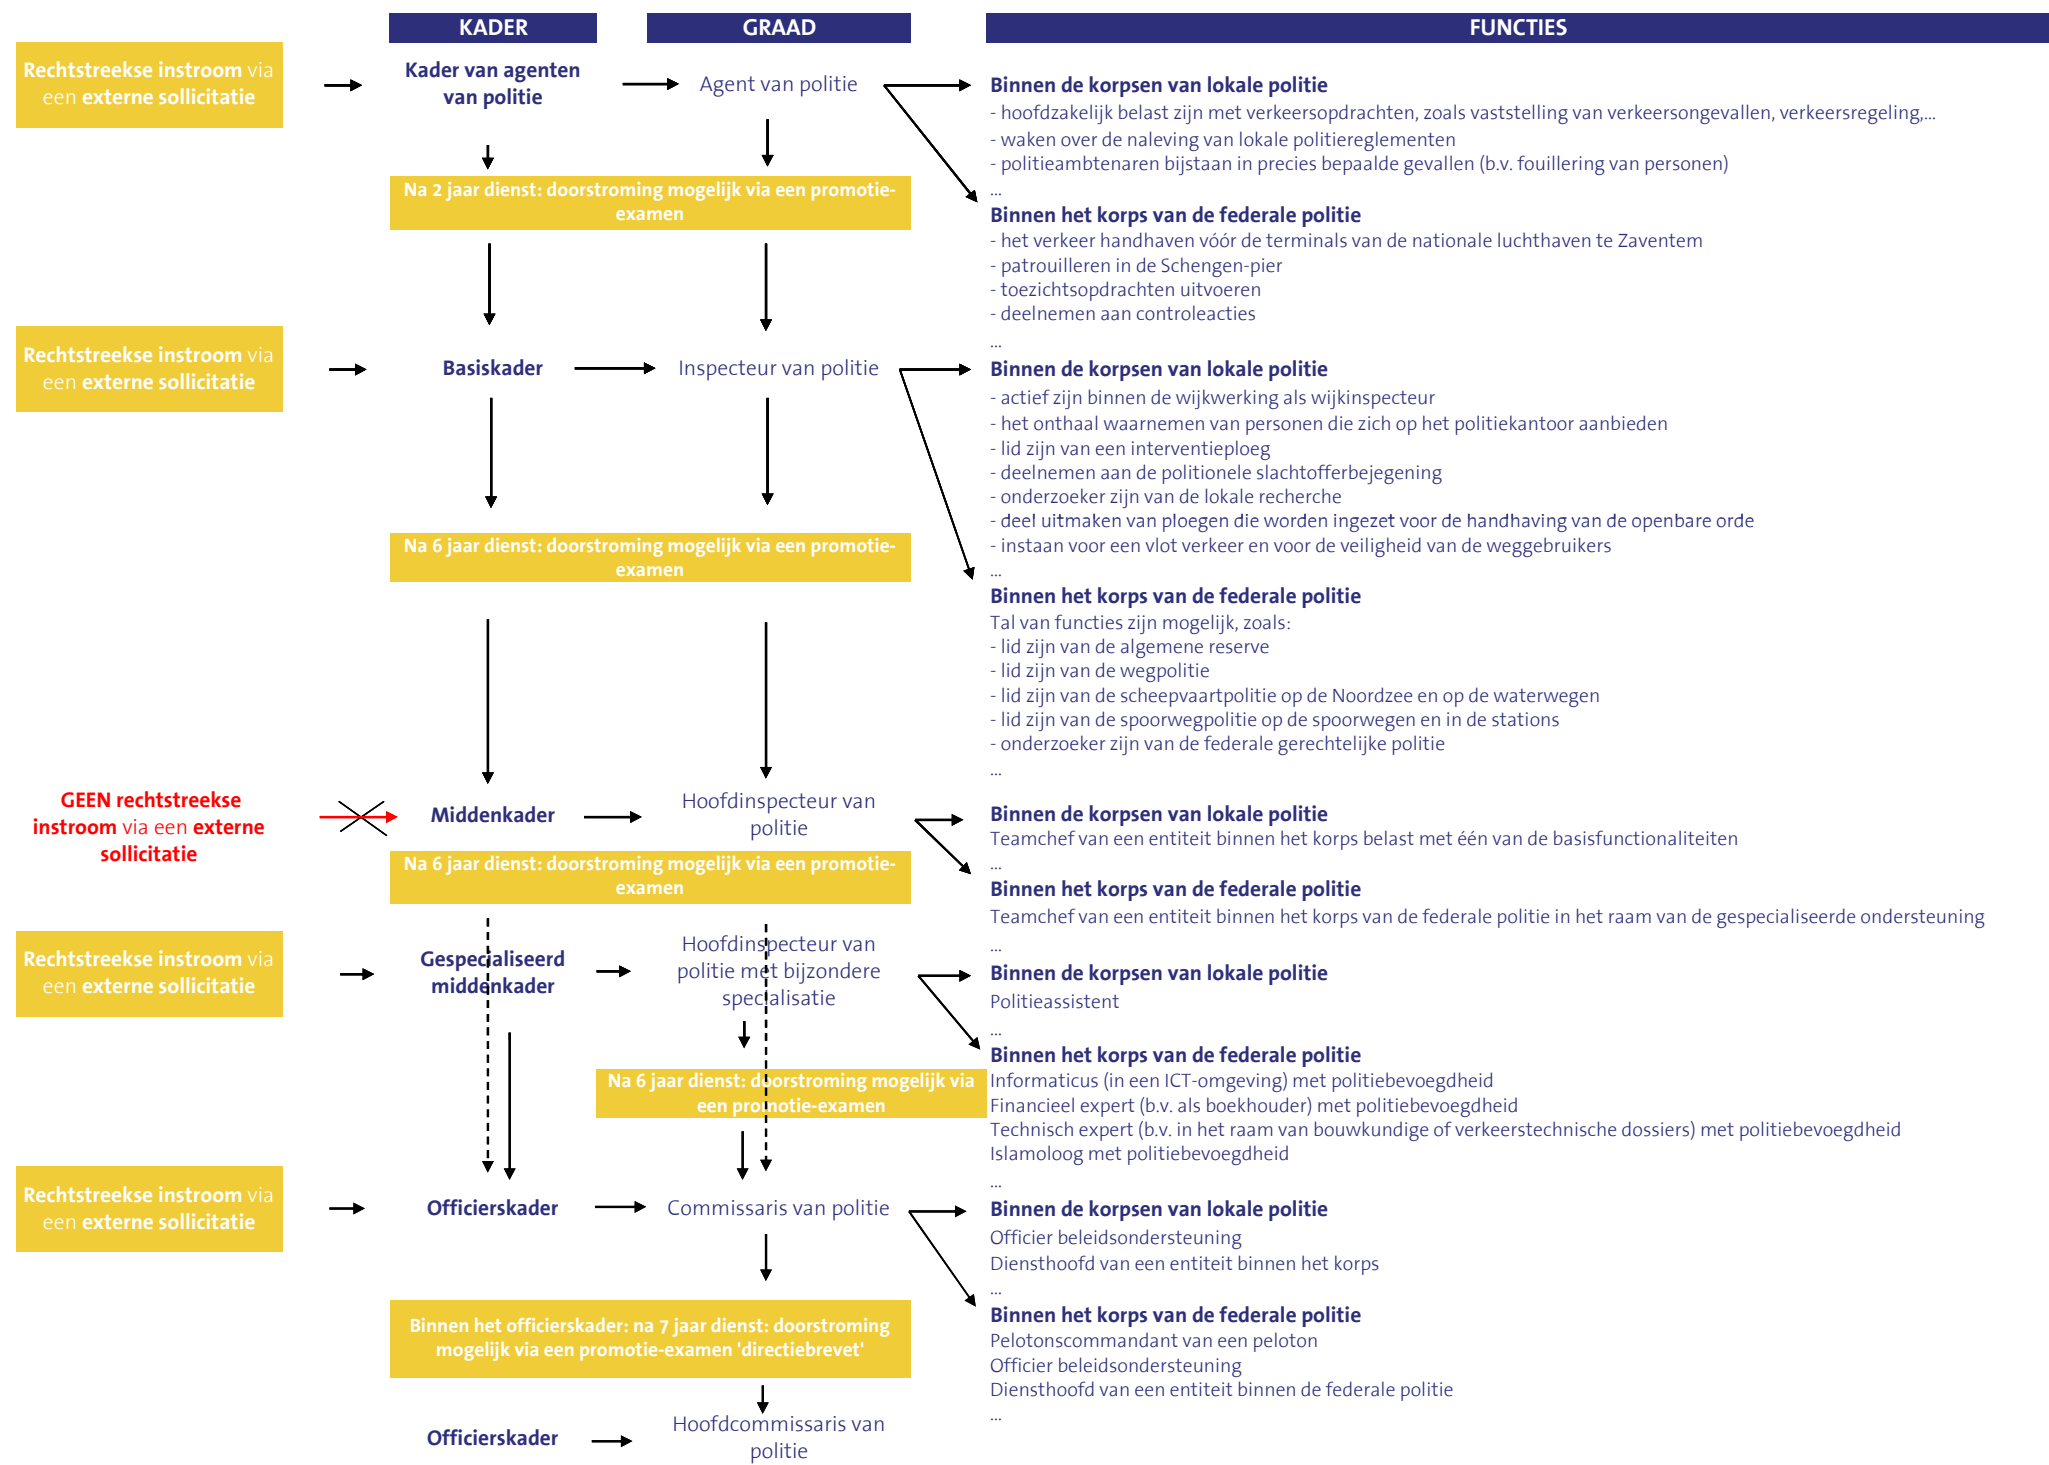 KADER
GRAAD
FUNCTIES
Rechtstreekse instroom via
een externe sollicitatie
Kader van agenten
van politie
Agent van politie
Binnen de korpsen van lokale politie
- hoofdzakelijk belast zijn met verkeersopdrachten, zoals vaststelling van verkeersongevallen, verkeersregeling,...
- waken over de naleving van lokale politiereglementen
- politieambtenaren bijstaan in precies bepaalde gevallen (b.v. fouillering van personen)
...
Na 2 jaar dienst: doorstroming mogelijk via een promotie-
examen
Binnen het korps van de federale politie
- het verkeer handhaven vóór de terminals van de nationale luchthaven te Zaventem
- patrouilleren in de Schengen-pier
- toezichtsopdrachten uitvoeren
- deelnemen aan controleacties
...
Rechtstreekse instroom via
een externe sollicitatie
Basiskader
Inspecteur van politie
Binnen de korpsen van lokale politie
- actief zijn binnen de wijkwerking als wijkinspecteur
- het onthaal waarnemen van personen die zich op het politiekantoor aanbieden
- lid zijn van een interventieploeg
- deelnemen aan de politionele slachtofferbejegening
- onderzoeker zijn van de lokale recherche
- deel uitmaken van ploegen die worden ingezet voor de handhaving van de openbare orde
- instaan voor een vlot verkeer en voor de veiligheid van de weggebruikers
...
Na 6 jaar dienst: doorstroming mogelijk via een promotie-
examen
Binnen het korps van de federale politie
Tal van functies zijn mogelijk, zoals:
- lid zijn van de algemene reserve
- lid zijn van de wegpolitie
- lid zijn van de scheepvaartpolitie op de Noordzee en op de waterwegen
- lid zijn van de spoorwegpolitie op de spoorwegen en in de stations
- onderzoeker zijn van de federale gerechtelijke politie
...
GEEN rechtstreekse
instroom via een externe
sollicitatie
Middenkader
Hoofdinspecteur van
politie
Binnen de korpsen van lokale politie
Teamchef van een entiteit binnen het korps belast met één van de basisfunctionaliteiten
...
Na 6 jaar dienst: doorstroming mogelijk via een promotie-
examen
Binnen het korps van de federale politie
Teamchef van een entiteit binnen het korps van de federale politie in het raam van de gespecialiseerde ondersteuning
...
Rechtstreekse instroom via
een externe sollicitatie
Gespecialiseerd
middenkader
Hoofdinspecteur van
politie met bijzondere
specialisatie
Binnen de korpsen van lokale politie
Politieassistent
...
Na 6 jaar dienst: doorstroming mogelijk via
een promotie-examen
Binnen het korps van de federale politie
Informaticus (in een ICT-omgeving) met politiebevoegdheid
Financieel expert (b.v. als boekhouder) met politiebevoegdheid
Technisch expert (b.v. in het raam van bouwkundige of verkeerstechnische dossiers) met politiebevoegdheid
Islamoloog met politiebevoegdheid
...
Rechtstreekse instroom via
een externe sollicitatie
Officierskader
Commissaris van politie
Binnen de korpsen van lokale politie
Officier beleidsondersteuning
Diensthoofd van een entiteit binnen het korps
...
Binnen het officierskader: na 7 jaar dienst: doorstroming
mogelijk via een promotie-examen 'directiebrevet'
Binnen het korps van de federale politie
Pelotonscommandant van een peloton
Officier beleidsondersteuning
Diensthoofd van een entiteit binnen de federale politie
...
Officierskader
Hoofdcommissaris van
politie